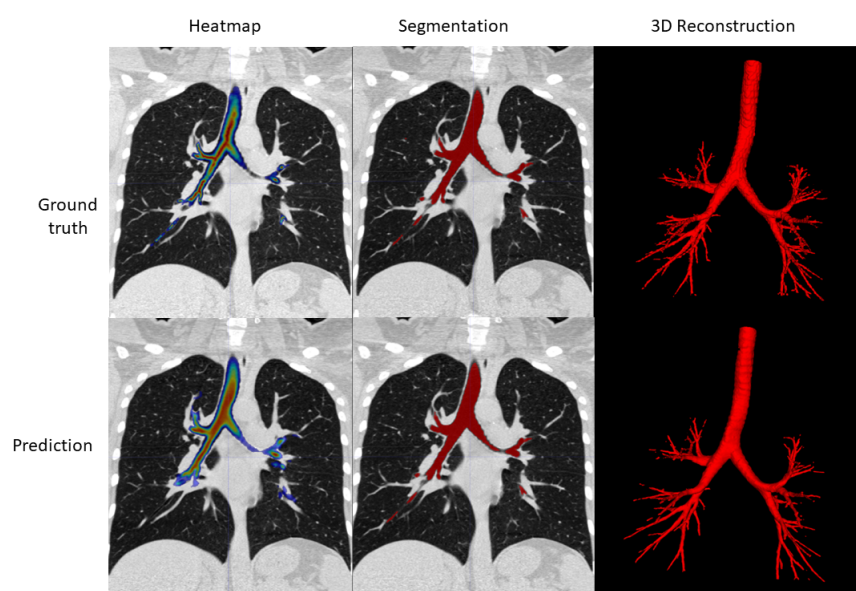 Heatmap
Segmentation
3D Reconstruction
Ground
truth
Prediction